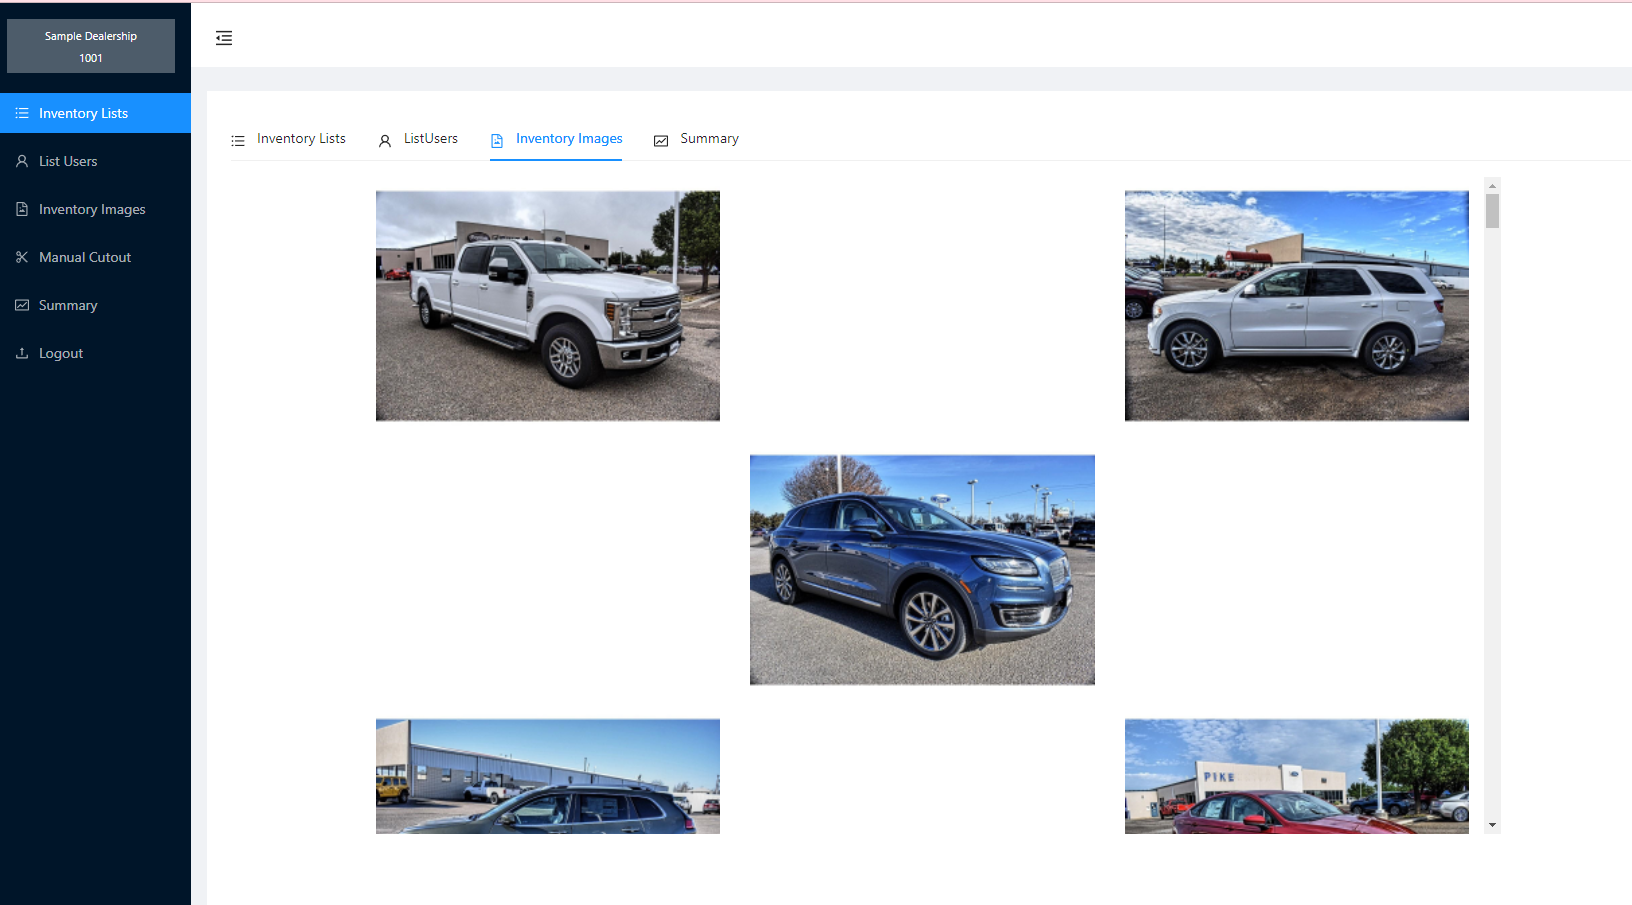 Sample Dealership
1001
Inventory Lists
List Users
Inventory Images
Manual Cutout
Summary
Logout
Inventory Lists
ListUsers
Inventory Images
Summary
PIKE